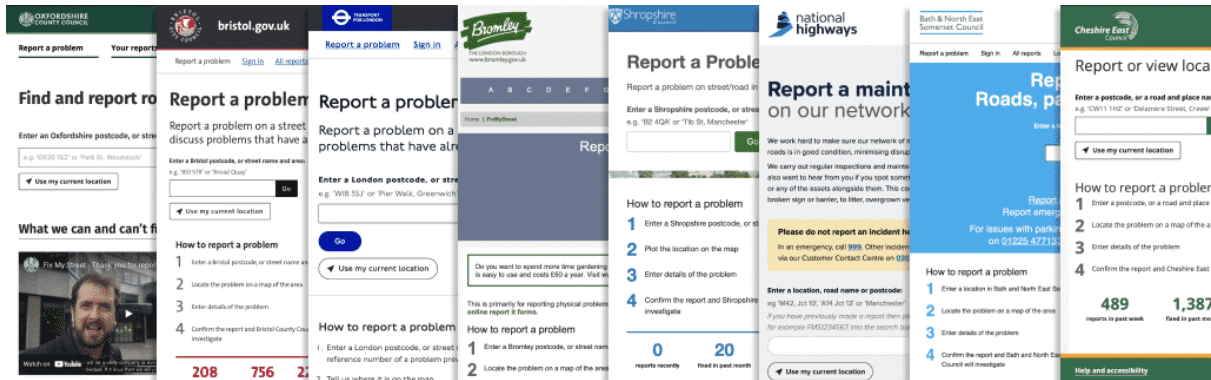 OXFORDSHIRE
COUNTY COUNCIL
Report a problem Your reports
Find and report ro
Enter an Oxfordshire postcode, or stre
e.g. 'OX20 1SZ' or 'Park St, Woodstock'
Use my current location
What we can and can't fi
Fix My Street - Thank you for repor
Watch on YouTube
bristol.gov.uk
Report a problem Sign in All reports
Report a problem
Report a problem on a street
discuss problems that have a
Enter a Bristol postcode, or street name and area:
e.g. 'BS15TR' or 'Broad Quay'
Go
Use my current location
How to report a problem
1 Enter a Bristol postcode, or street name an
2 Locate the problem on a map of the area
3 Enter details of the problem
4 Confirm the report and Bristol County Cou
investigate
208 756 22
TRANSPORT
FOR LONDON
Report a problem Sign in A
Report a problem
Report a problem on a
problems that have alre
Enter a London postcode, or stre
e.g. 'W1B 5SJ' or 'Pier Walk, Greenwich'
Go
Use my current location
How to report a problem
1. Enter a London postcode, or street n
reference number of a problem prev
2. Tell us where it is on the map
Bromley
THE LONDON BOROUGH
www.bromley.gov.uk
A B C D E F G
Home | FixMyStreet
Repo
Do you want to spend more time gardening
is easy to use and costs £60 a year. Visit w
This is primarily for reporting physical problem
online report it forms.
How to report a problem
1 Enter a Bromley postcode, or street nam
2 Locate the problem on a map of the area
Shropshire
Council
Report a Proble
Report a problem on street/road in
Enter a Shropshire postcode, or stre
e.g. 'B2 4QA' or 'Tib St, Manchester'
Go
How to report a problem
1 Enter a Shropshire postcode, or st
2 Plot the location on the map
3 Enter details of the problem
4 Confirm the report and Shropshire
investigate
0 20
reports recently fixed in past month
national
highways
Report a maint
on our network
We work hard to make sure our network of m
roads is in good condition, minimising disrup
We carry out regular inspections and mainte
also want to hear from you if you spot somet
or any of the assets alongside them. This co
broken sign or barrier, to litter, overgrown ve
Please do not report an incident he
In an emergency, call 999. Other inciden
via our Customer Contact Centre on 030
Enter a location, road name or postcode:
eg 'M42, Jct 10', 'A14 Jct 13' or 'Manchester'
If you have previously made a report then ple
for example FMS1234567, into the search box
Use my current location
Bath & North East
Somerset Council
Report a problem Sign in All reports Lo
Rep
Roads, pa
Enter a
Report
Report emerg
For issues with parkin
on 01225 47713
How to report a problem
1 Enter a location in Bath and North East So
2 Locate the problem on a map of the area
3 Enter details of the problem
4 Confirm the report and Bath and North Eas
Council will investigate
Cheshire East
Council
Report or view loca
Enter a postcode, or a road and place nam
e.g. 'CW11 1HZ' or 'Delamere Street, Crewe'
Use my current location
How to report a problem
1 Enter a postcode, or a road and place
2 Locate the problem on a map of the a
3 Enter details of the problem
4 Confirm the report and Cheshire East
489 1,387
reports in past week fixed in past mo
Help and accessibility